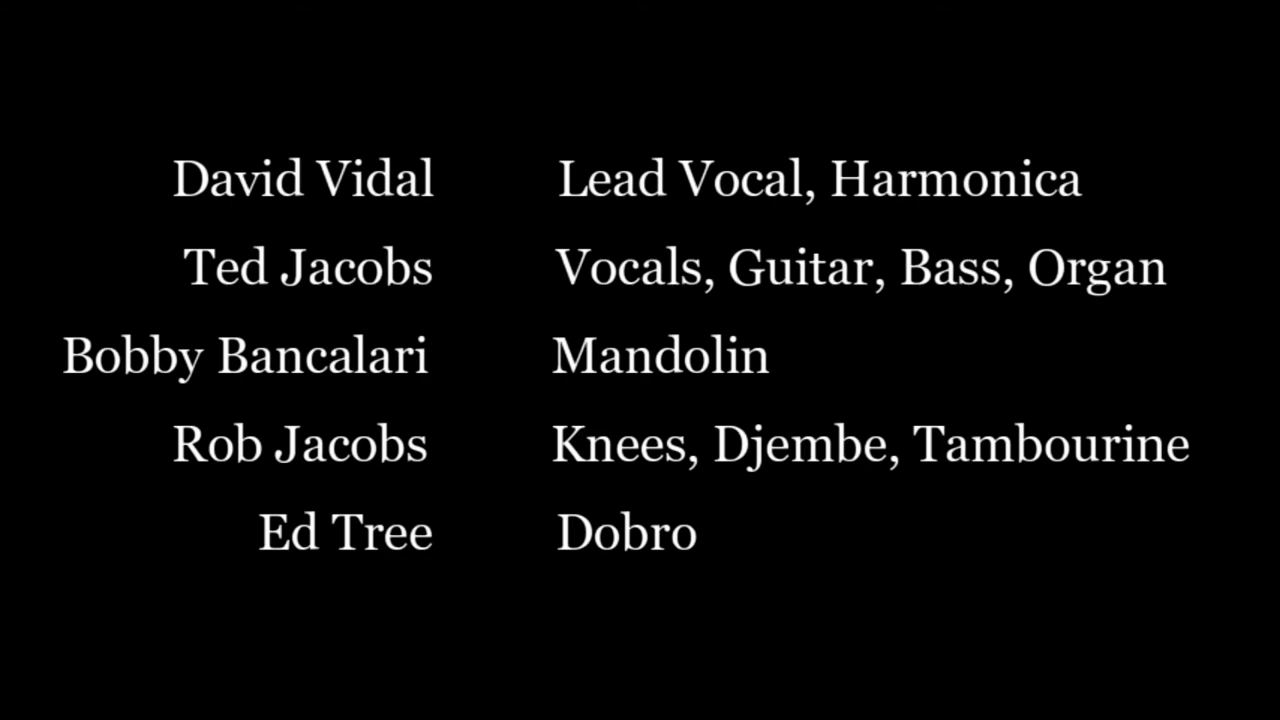 David Vidal Lead Vocal, Harmonica
Ted Jacobs Vocals, Guitar, Bass, Organ
Bobby Bancalari Mandolin
Rob Jacobs Knees, Djembe, Tambourine
Ed Tree Dobro